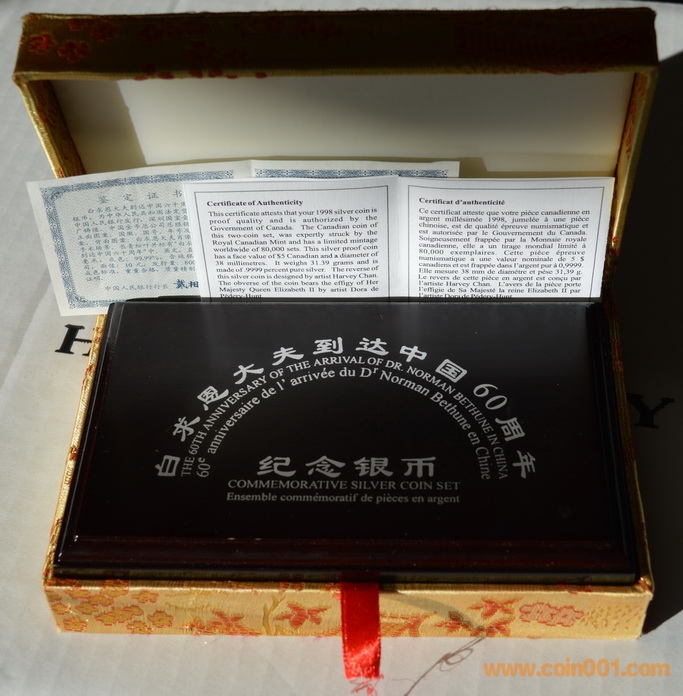 鉴定证书
中国人民银行行长
Certificate of Authenticity
This certificate attests that your 1998 silver coin is
proof quality and is authorized by the
Government of Canada. The Canadian coin of
this two-coin set, was expertly struck by the
Royal Canadian Mint and has a limited mintage
worldwide of 80,000 sets. This silver proof coin
has a face value of $5 Canadian and a diameter of
38 millimetres. It weighs 31.39 grams and is
made of .9999 percent pure silver. The reverse of
this silver coin is designed by artist Harvey Chan.
The obverse of the coin bears the effigy of Her
Majesty Queen Elizabeth II by artist Dora de
Pédery-Hunt
Certificat d'authenticité
Ce certificat atteste que votre pièce canadienne en
argent millésimée 1998, jumelée à une pièce
chinoise, est de qualité épreuve numismatique et
est autorisée par le Gouvernement du Canada.
Soigneusement frappée par la Monnaie royale
canadienne, elle a un tirage mondial limité à
80,000 exemplaires. Cette pièce épreuve
numismatique a une valeur nominale de 5 $
canadiens et est frappée dans l'argent pur à 0,9999.
Elle mesure 38 mm de diamètre et pèse 31,39 g.
Le revers de cette pièce en argent est conçu par
l'artiste Harvey Chan. L'avers de la pièce porte
l'effigie de Sa Majesté la reine Elizabeth II par
l'artiste Dora de Pédery-Hunt
白求恩大夫到达中国60周年
THE 60TH ANNIVERSARY OF THE ARRIVAL OF DR. NORMAN BETHUNE IN CHINA
60e anniversaire de l'arrivée du Dr Norman Bethune en Chine
纪念银币
COMMEMORATIVE SILVER COIN SET
Ensemble commémoratif de pièces en argent
H
Y
www.coin001.com